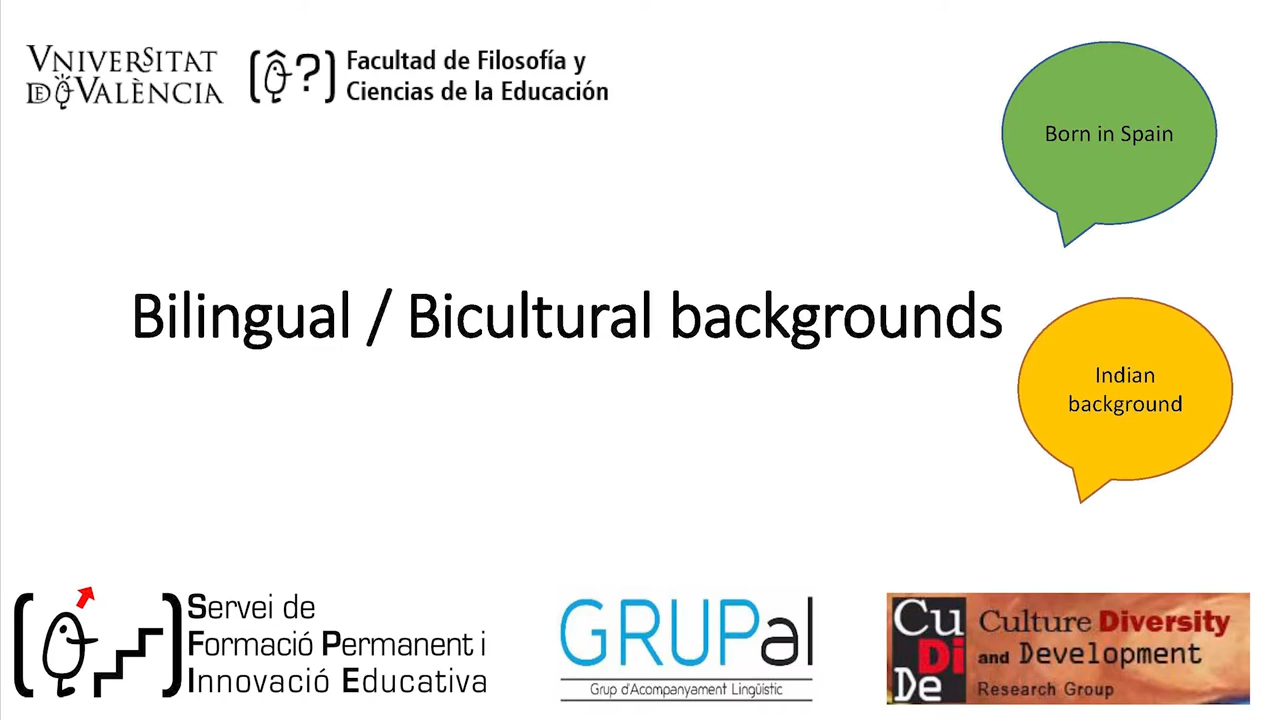 VNIVERSITAT
DE VALÈNCIA
[ô?]
Facultad de Filosofía y
Ciencias de la Educación
Born in Spain
Bilingual / Bicultural backgrounds
Indian
background
Servei de
Formació Permanent i
Innovació Educativa
GRUPal
Grup d'Acompanyament Lingüístic
Cu
Di
De
Culture Diversity
and Development
Research Group